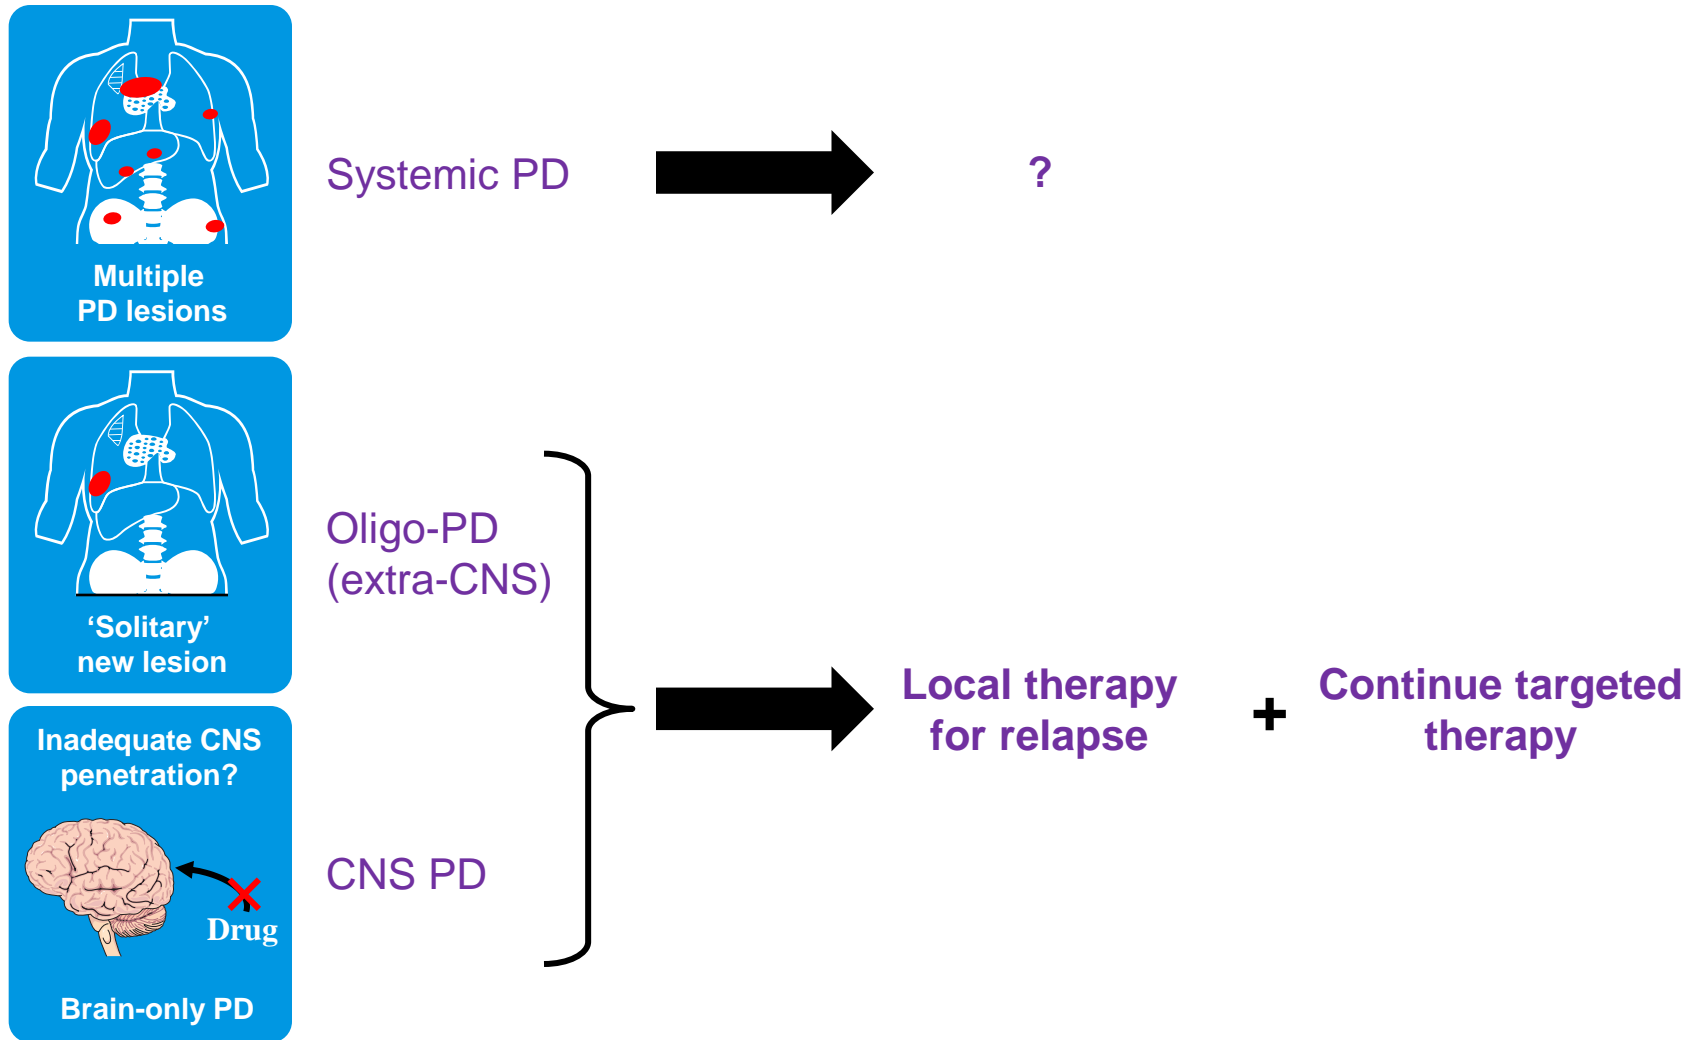 Multiple
PD lesions
Systemic PD
?
‘Solitary’
new lesion
Oligo-PD
(extra-CNS)
Inadequate CNS
penetration?
Drug
Brain-only PD
CNS PD
Local therapy
for relapse
+
Continue targeted
therapy